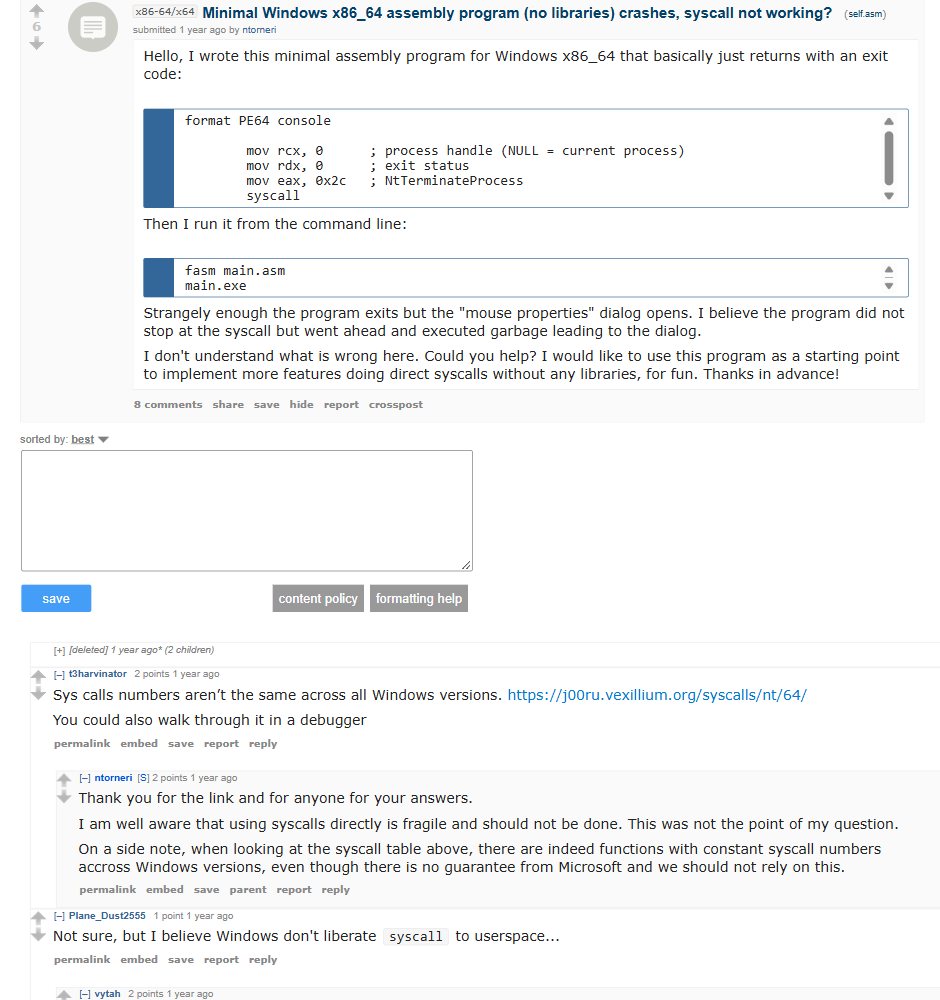 x86-64/x64 Minimal Windows x86_64 assembly program (no libraries) crashes, syscall not working? (self.asm)
6
submitted 1 year ago by ntorneri
Hello, I wrote this minimal assembly program for Windows x86_64 that basically just returns with an exit
code:
format PE64 console
mov rcx, 0 ; process handle (NULL = current process)
mov rdx, 0 ; exit status
mov eax, 0x2c ; NtTerminateProcess
syscall
Then I run it from the command line:
fasm main.asm
main.exe
Strangely enough the program exits but the "mouse properties" dialog opens. I believe the program did not
stop at the syscall but went ahead and executed garbage leading to the dialog.
I don't understand what is wrong here. Could you help? I would like to use this program as a starting point
to implement more features doing direct syscalls without any libraries, for fun. Thanks in advance!
8 comments share save hide report crosspost
sorted by: best
save content policy formatting help
[+] [deleted] 1 year ago* (2 children)
[–] t3harvinator 2 points 1 year ago
Sys calls numbers aren’t the same across all Windows versions. https://j00ru.vexillium.org/syscalls/nt/64/
You could also walk through it in a debugger
permalink embed save report reply
[–] ntorneri [S] 2 points 1 year ago
Thank you for the link and for anyone for your answers.
I am well aware that using syscalls directly is fragile and should not be done. This was not the point of my question.
On a side note, when looking at the syscall table above, there are indeed functions with constant syscall numbers
accross Windows versions, even though there is no guarantee from Microsoft and we should not rely on this.
permalink embed save parent report reply
[–] Plane_Dust2555 1 point 1 year ago
Not sure, but I believe Windows don't liberate syscall to userspace...
permalink embed save report reply
[–] vytah 2 points 1 year ago